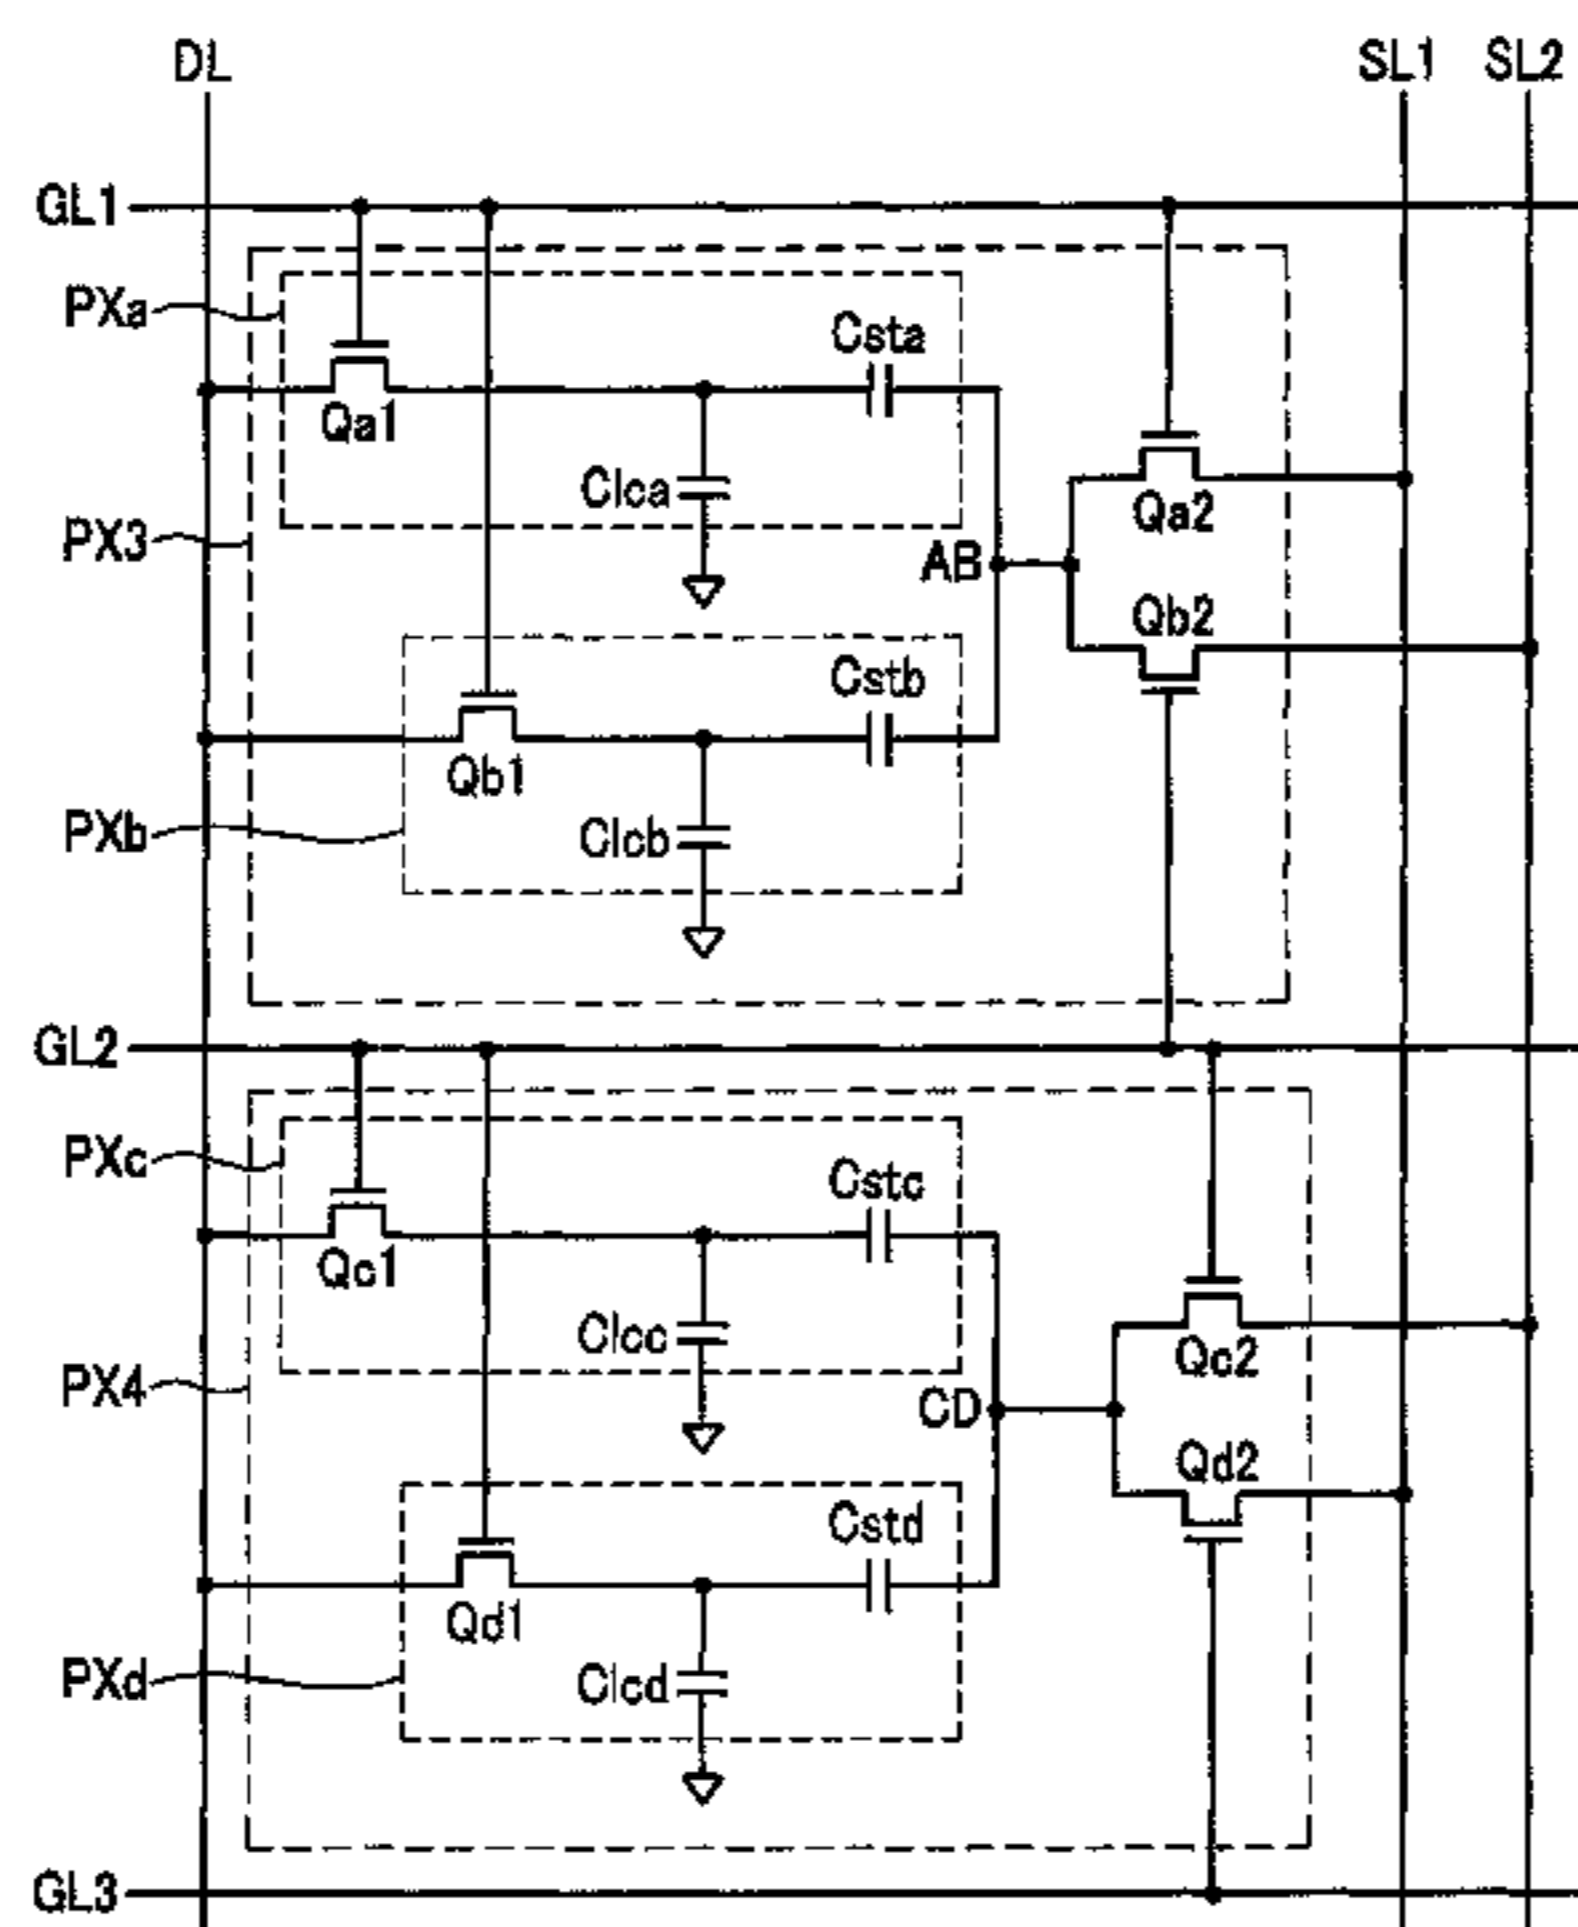 DL SL1 SL2
GL1
PXa
Csta
Qa1
Clca
Qa2
PX3
AB
Qb2
Cstb
Qb1
PXb
Clcb
GL2
PXc
Cstc
Qc1
Clcc
Qc2
PX4
CD
Qd2
Cstd
Qd1
PXd
Clcd
GL3